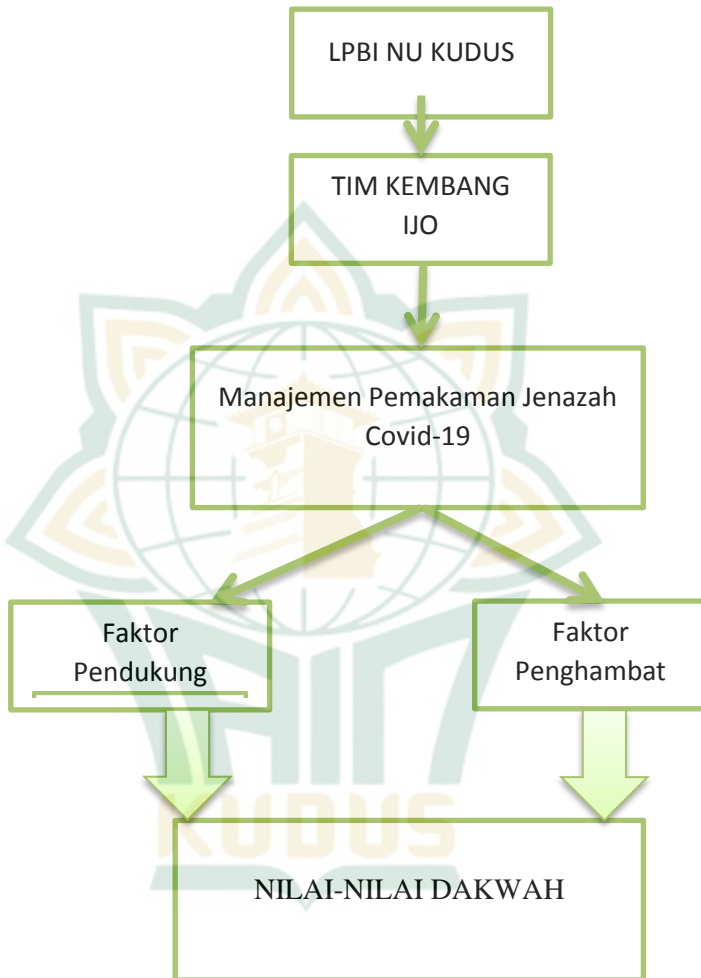 LPBI NU KUDUS
TIM KEMBANG
IJO
Manajemen Pemakaman Jenazah
Covid-19
Faktor
Pendukung
Faktor
Penghambat
IAIN
KUDUS
NILAI-NILAI DAKWAH